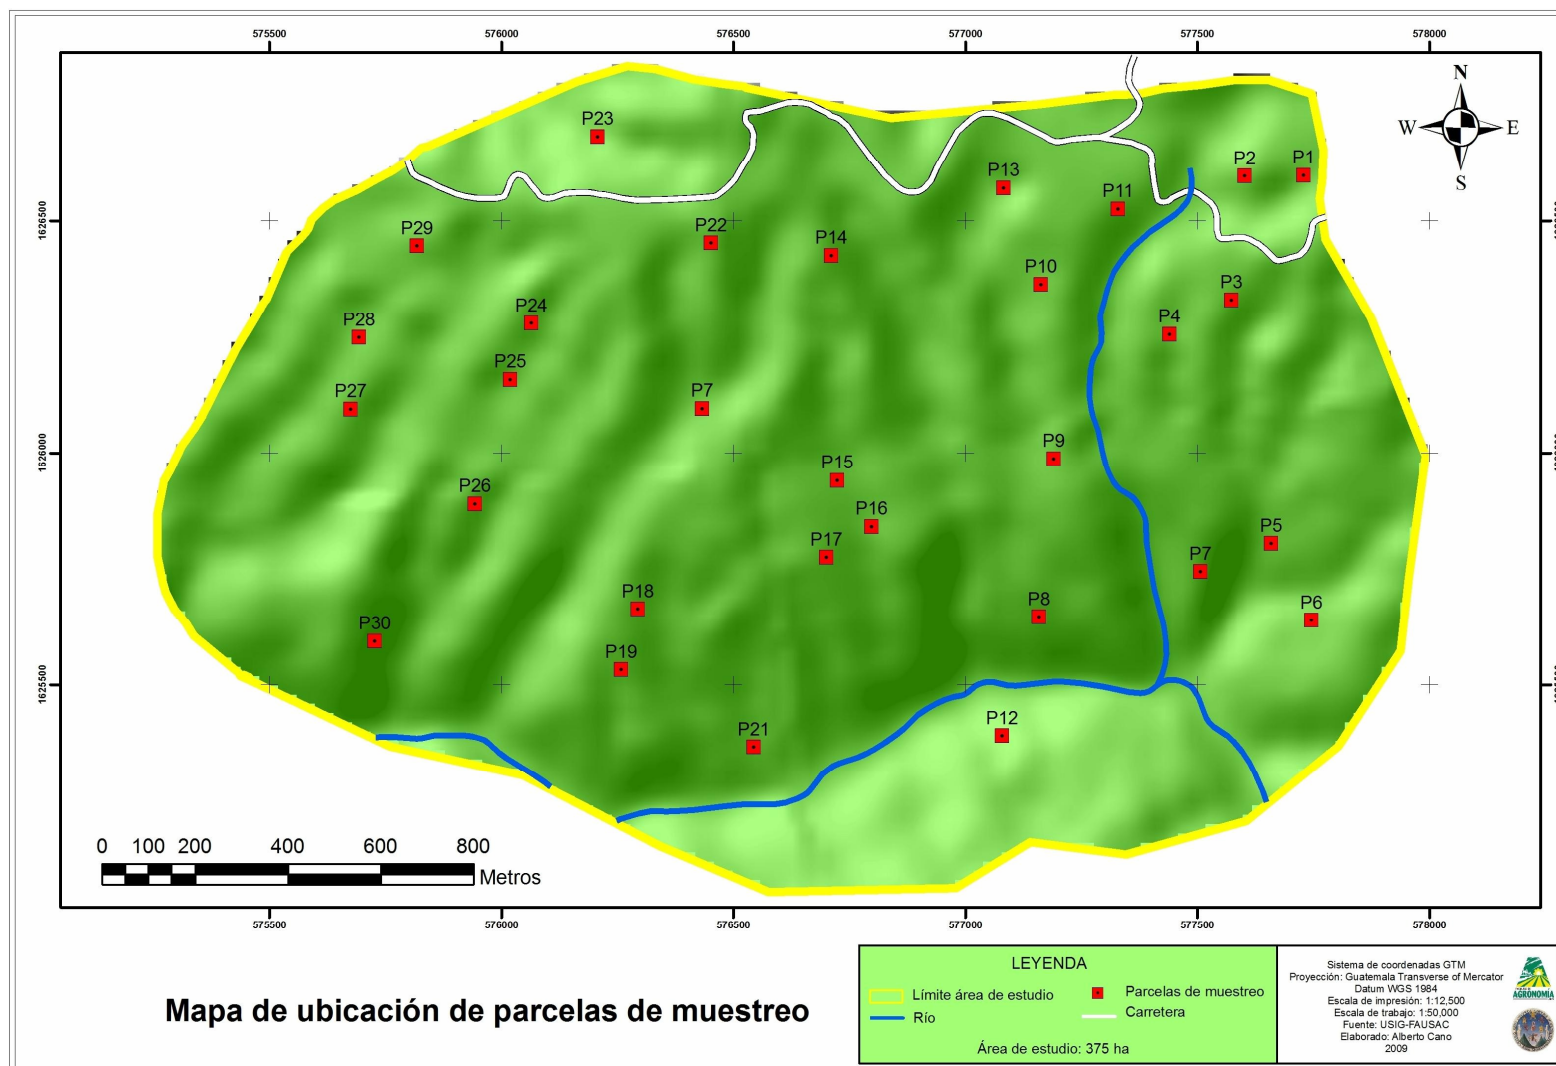 575500 576000 576500 577000 577500 578000
N
W E
S
P23
P2 P1
P13
P11
P29 P22 P14
P10
P3
P28 P24 P4
P25
P27 P7
P9
P15
P26 P16
P17 P5
P7
P18 P8 P6
P30
P19
P12
P21
1626500
1626000
1625500
0 100 200 400 600 800
Metros
575500 576000 576500 577000 577500 578000
Mapa de ubicación de parcelas de muestreo
LEYENDA
Límite área de estudio
Parcelas de muestreo
Río
Carretera
Área de estudio: 375 ha
Sistema de coordenadas GTM
Proyección: Guatemala Transverse of Mercator
Datum WGS 1984
Escala de impresión: 1:12,500
Escala de trabajo: 1:50,000
Fuente: USIG-FAUSAC
Elaborado: Alberto Cano
2009
AGRONOMÍA